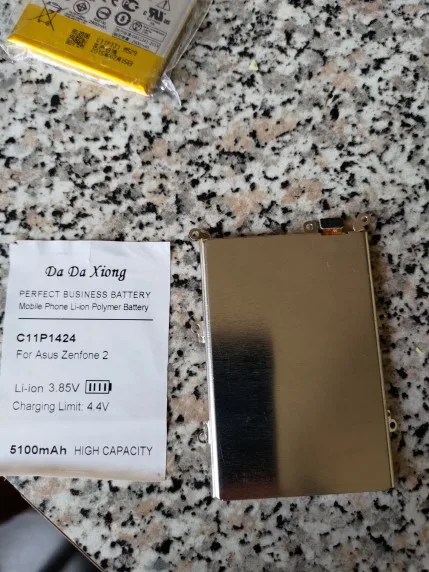 Da Da Xiong
PERFECT BUSINESS BATTERY
Mobile Phone Li-ion Polymer Battery
C11P1424
For Asus Zenfone 2
Li-ion 3.85V
Charging Limit: 4.4V
5100mAh HIGH CAPACITY